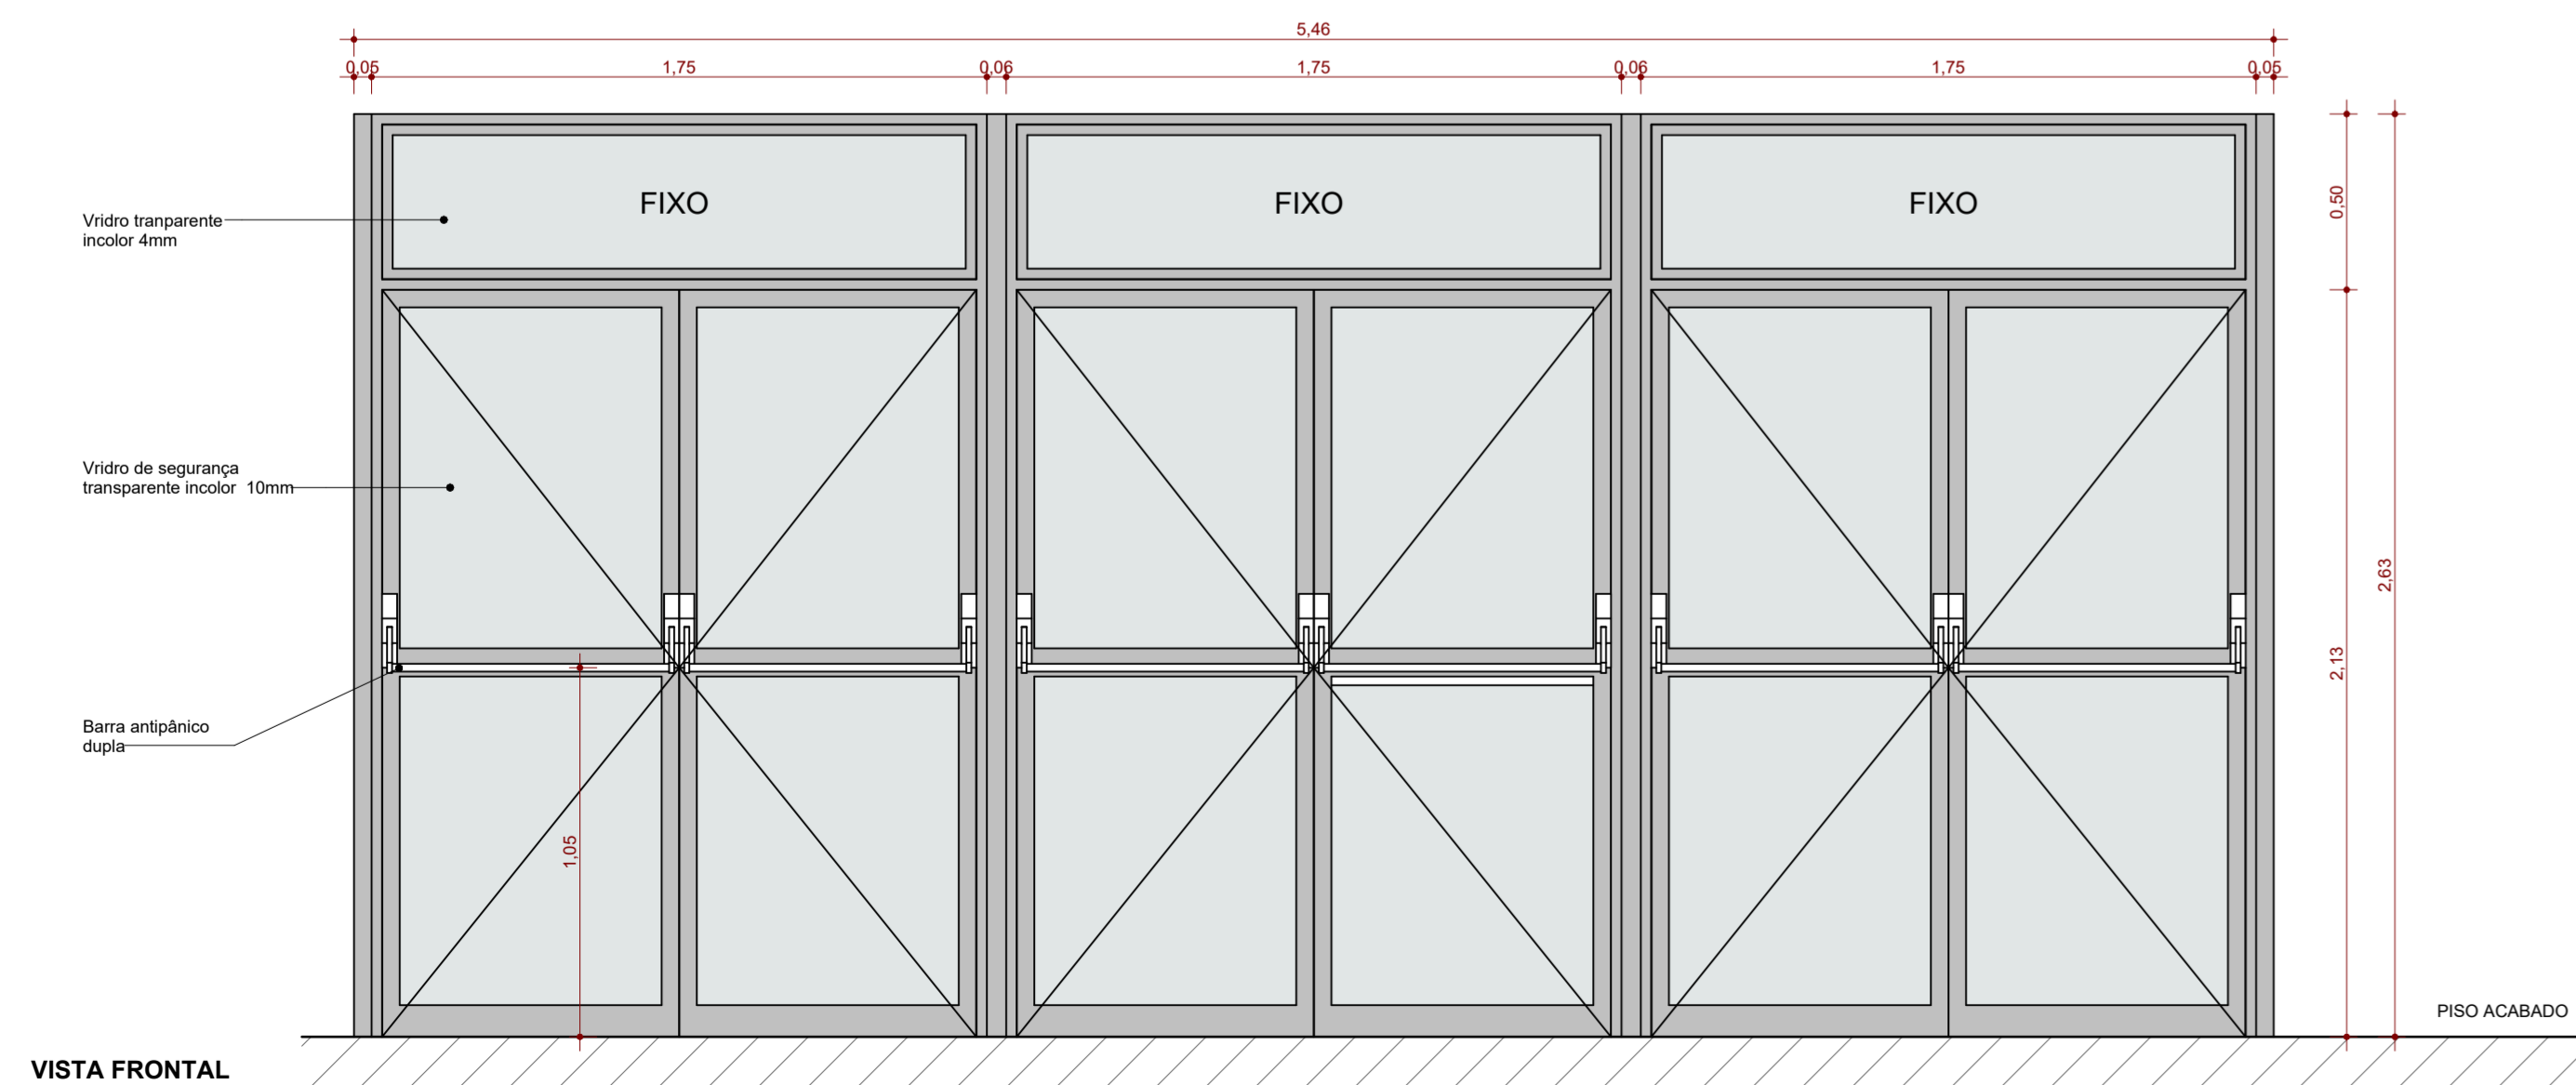 5,46
0,05 1,75 0,06 1,75 0,06 1,75 0,05
FIXO FIXO FIXO
0,50
Vridro tranparente
incolor 4mm
Vridro de segurança
transparente incolor 10mm
2,63
2,13
Barra antipânico
dupla
1,05
PISO ACABADO
VISTA FRONTAL